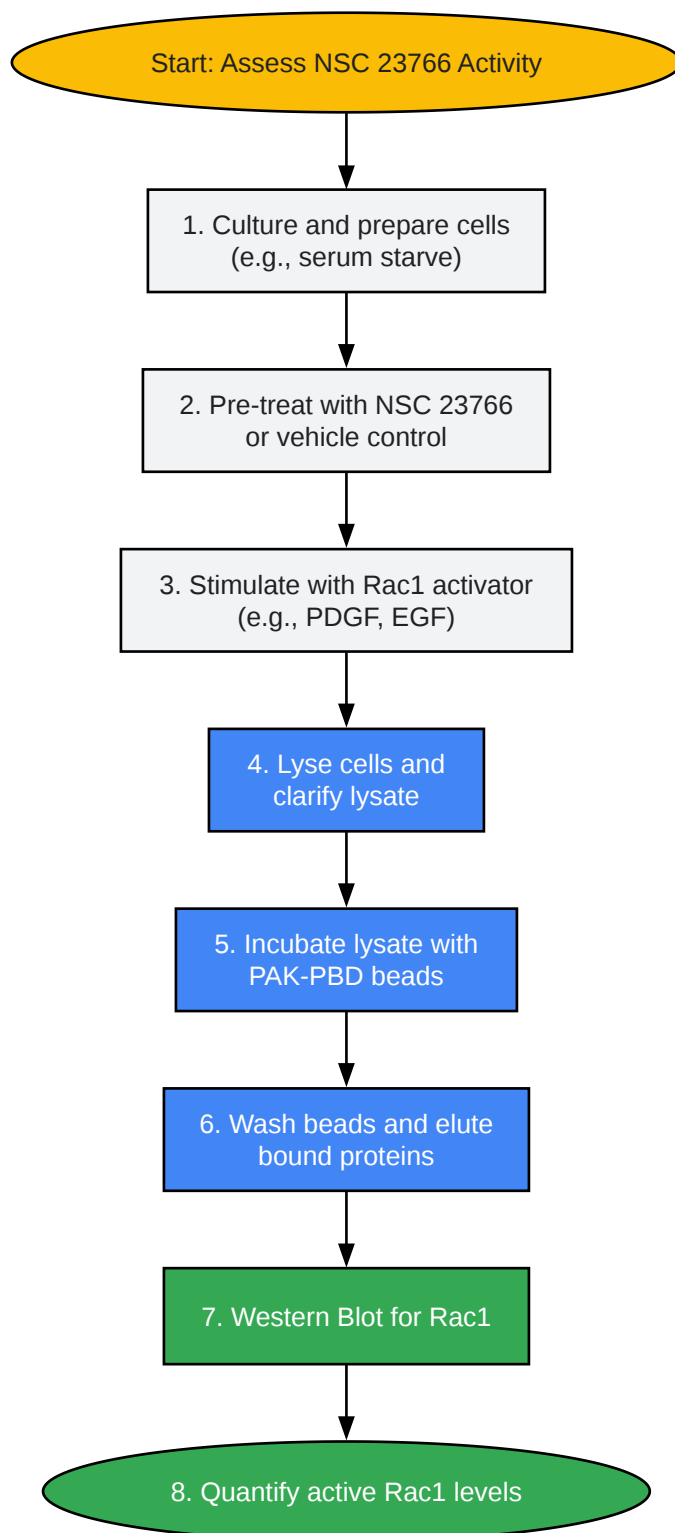 Start: Assess NSC 23766 Activity
1. Culture and prepare cells
(e.g., serum starve)
2. Pre-treat with NSC 23766
or vehicle control
3. Stimulate with Rac1 activator
(e.g., PDGF, EGF)
4. Lyse cells and
clarify lysate
5. Incubate lysate with
PAK-PBD beads
6. Wash beads and elute
bound proteins
7. Western Blot for Rac1
8. Quantify active Rac1 levels